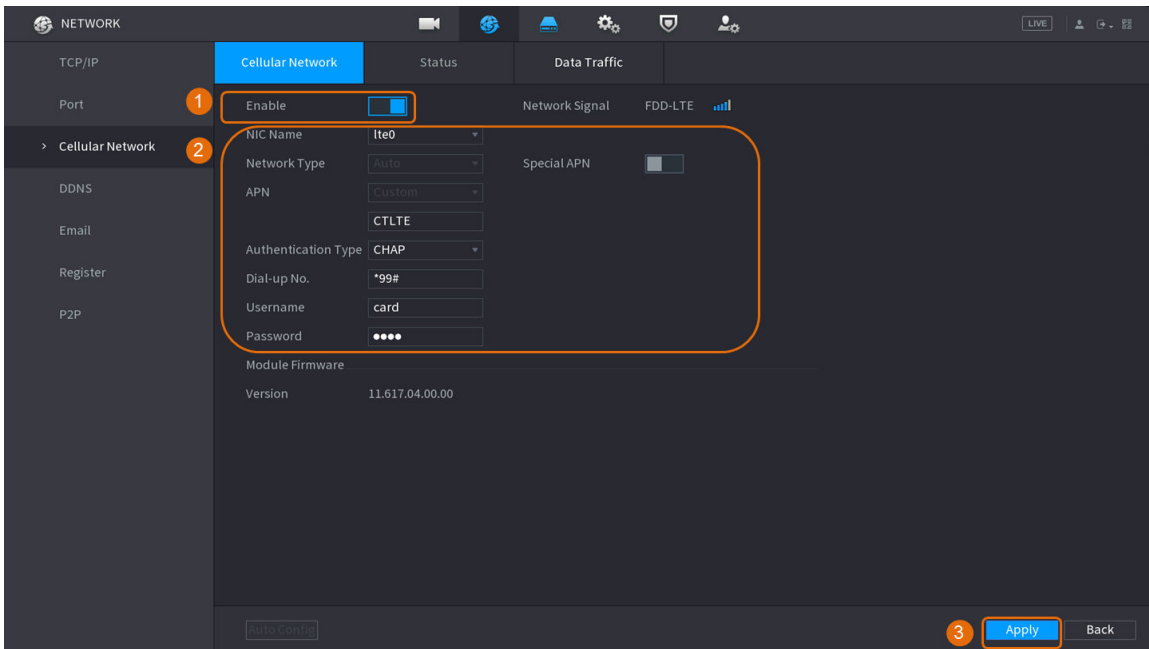 NETWORK
LIVE
TCP/IP
Port
Cellular Network
DDNS
Email
Register
P2P
Cellular Network Status Data Traffic
1
Enable Network Signal FDD-LTE
2
NIC Name lte0
Network Type Auto Special APN
APN Custom
CTLTE
Authentication Type CHAP
Dial-up No. *99#
Username card
Password ●●●●
Module Firmware
Version 11.617.04.00.00
Auto Config
3
Apply Back